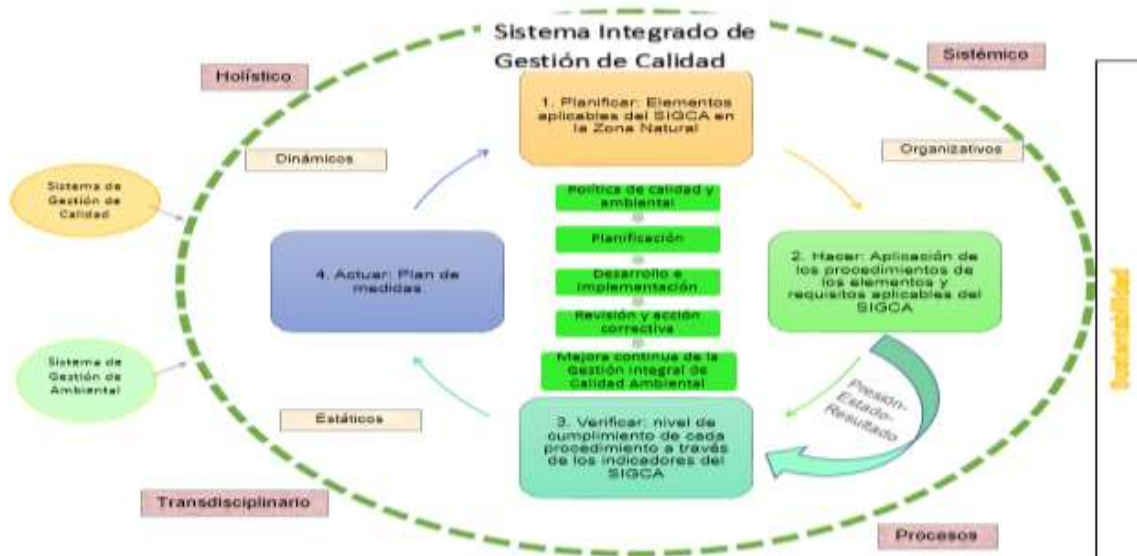 Sistema Integrado de
Gestión de Calidad
Holístico
Sistémico
1. Planificar: Elementos
aplicables del SIGCA en
la Zona Natural
Dinámicos
Organizativos
Sistema de
Gestión de
Calidad
Política de calidad y
ambiental
Planificación
Desarrollo e
implementación
Revisión y acción
correctiva
Mejora continua de la
Gestión integral de
Calidad Ambiental
4. Actuar: Plan de
medidas
2. Hacer: Aplicación de
los procedimientos de
los elementos y
requisitos aplicables del
SIGCA
Sistema de
Gestión de
Ambiental
Presión-
Estado-
Resultado
Estáticos
3. Verificar: nivel de
cumplimiento de cada
procedimiento a través
de los indicadores del
SIGCA
Transdisciplinario
Procesos
Sustentabilidad